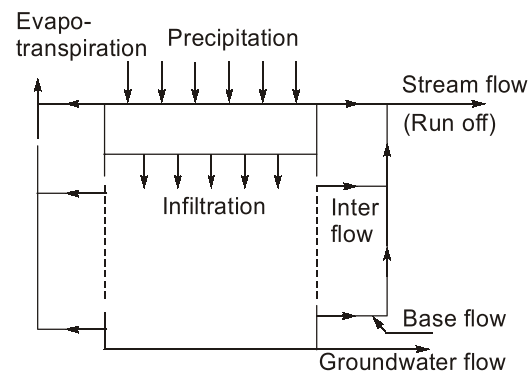 Evapo-
transpiration
Precipitation
Stream flow
(Run off)
Infiltration
Inter
flow
Base flow
Groundwater flow